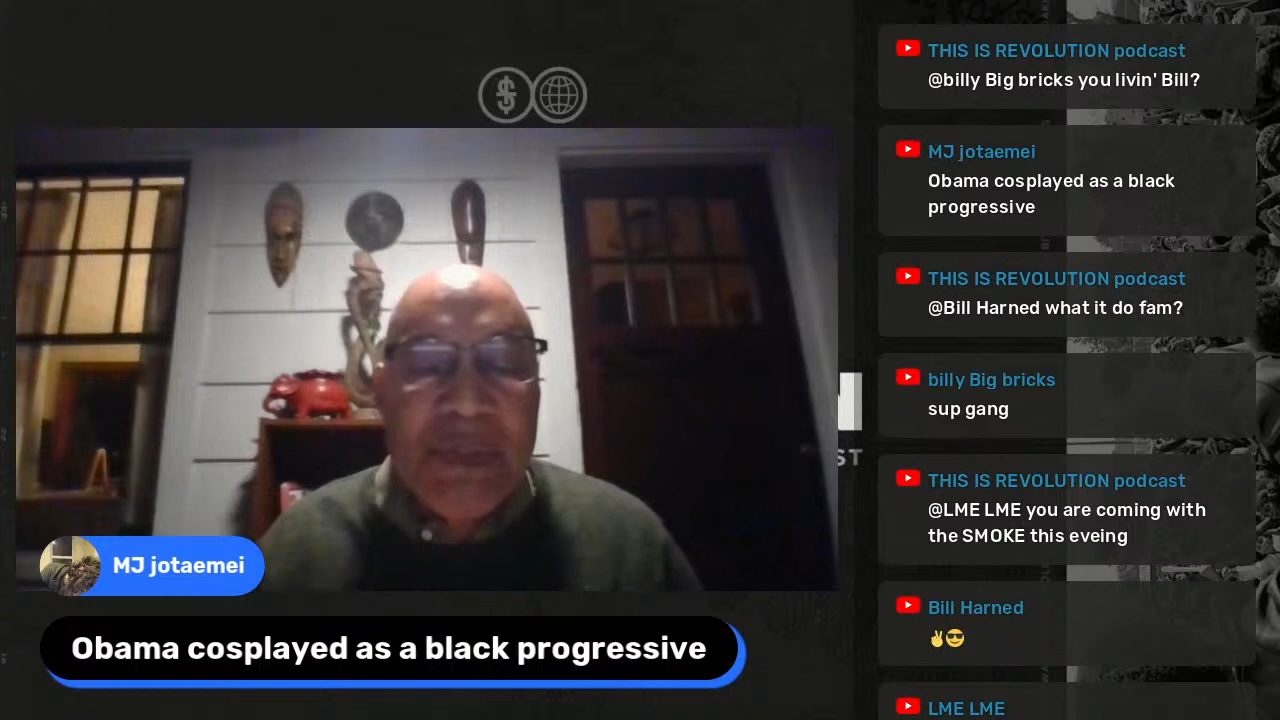 THIS IS REVOLUTION podcast
@billy Big bricks you livin' Bill?
MJ jotaemei
Obama cosplayed as a black
progressive
THIS IS REVOLUTION podcast
@Bill Harned what it do fam?
billy Big bricks
sup gang
THIS IS REVOLUTION podcast
@LME LME you are coming with
the SMOKE this eveing
Bill Harned
✌😎
LME LME
ST
MJ jotaemei
Obama cosplayed as a black progressive